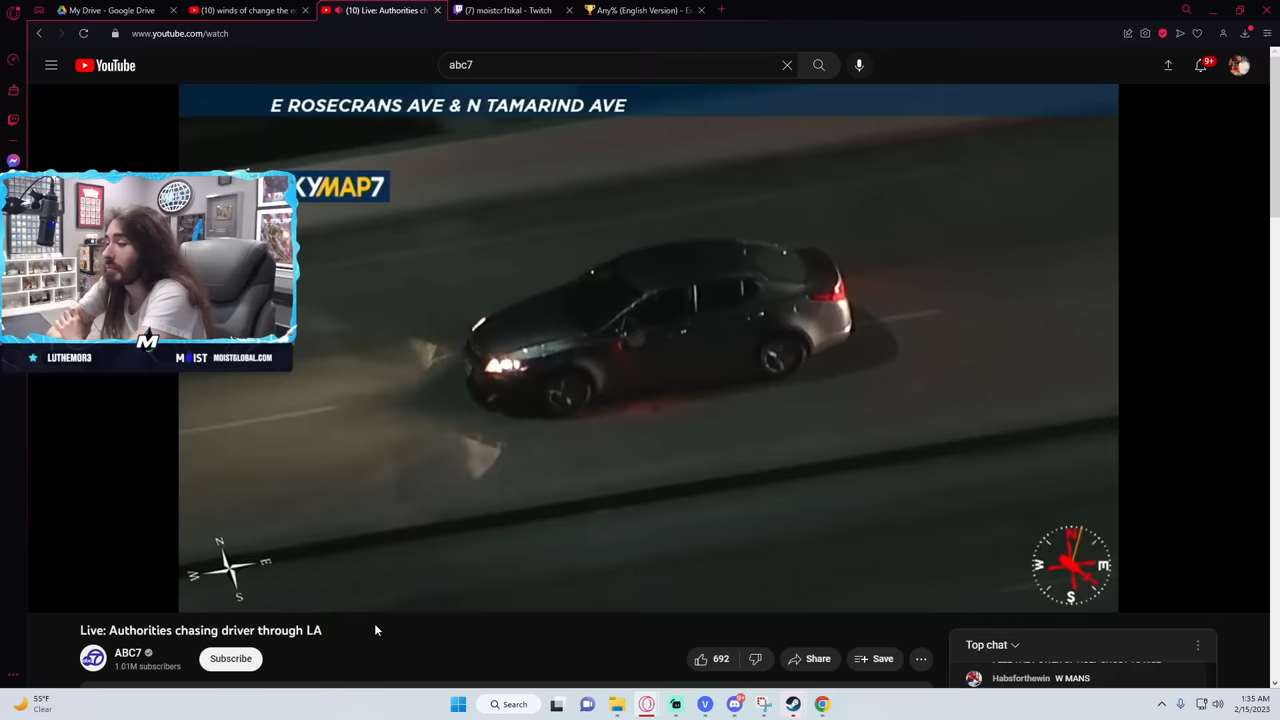 My Drive - Google Drive
(10) winds of change the e
(10) Live: Authorities c
moistcr1tikal - Twitch
Any% (English Version) - E
www.youtube.com/watch
YouTube
abc7
9+
E ROSECRANS AVE & N TAMARIND AVE
KYMAP7
LUTHEMOR3
M
MOIST
MOISTGLOBAL.COM
N
E
W
S
N
W
E
S
Live: Authorities chasing driver through LA
ABC7
1.01M subscribers
Subscribe
692
Share
Save
Top chat
Habsforthewin W MANS
55°F
Clear
Search
1:35 AM
2/15/2023